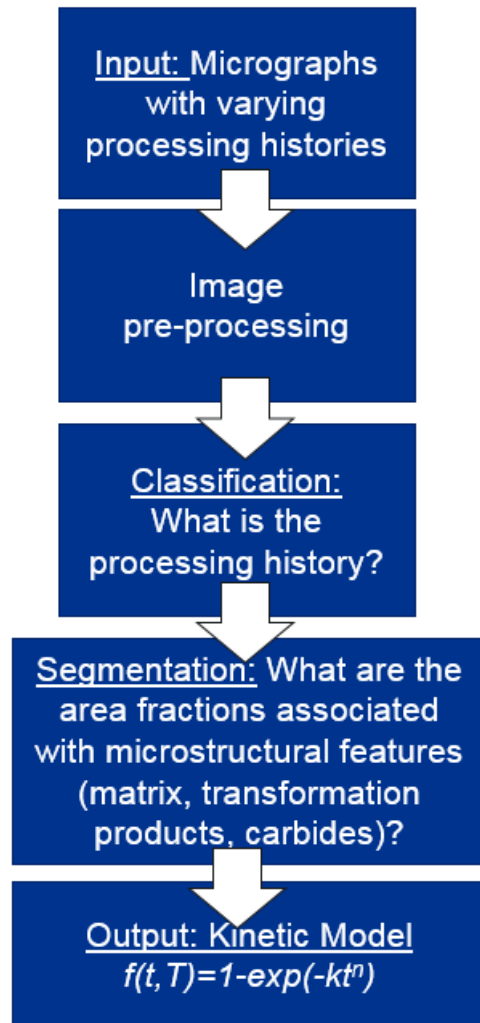 Input: Micrographs
with varying
processing histories
Image
pre-processing
Classification:
What is the
processing history?
Segmentation: What are the
area fractions associated
with microstructural features
(matrix, transformation
products, carbides)?
Output: Kinetic Model
f(t,T)=1-exp(-ktⁿ)